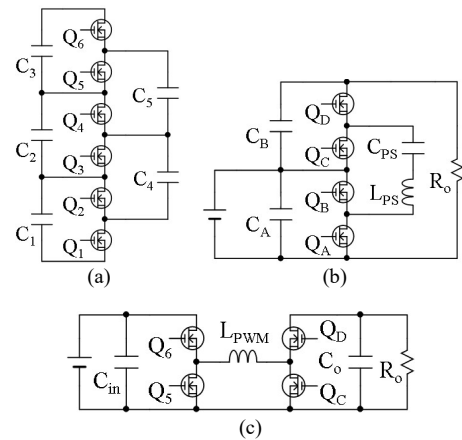 Q6
C3
Q5
C5
Q4
C2
Q3
C4
Q2
C1
Q1
(a)
QD
CB
CPS
QC
Ro
QB
LPS
CA
QA
(b)
LPWM
Q6
QD
Cin
Co
Ro
Q5
QC
(c)